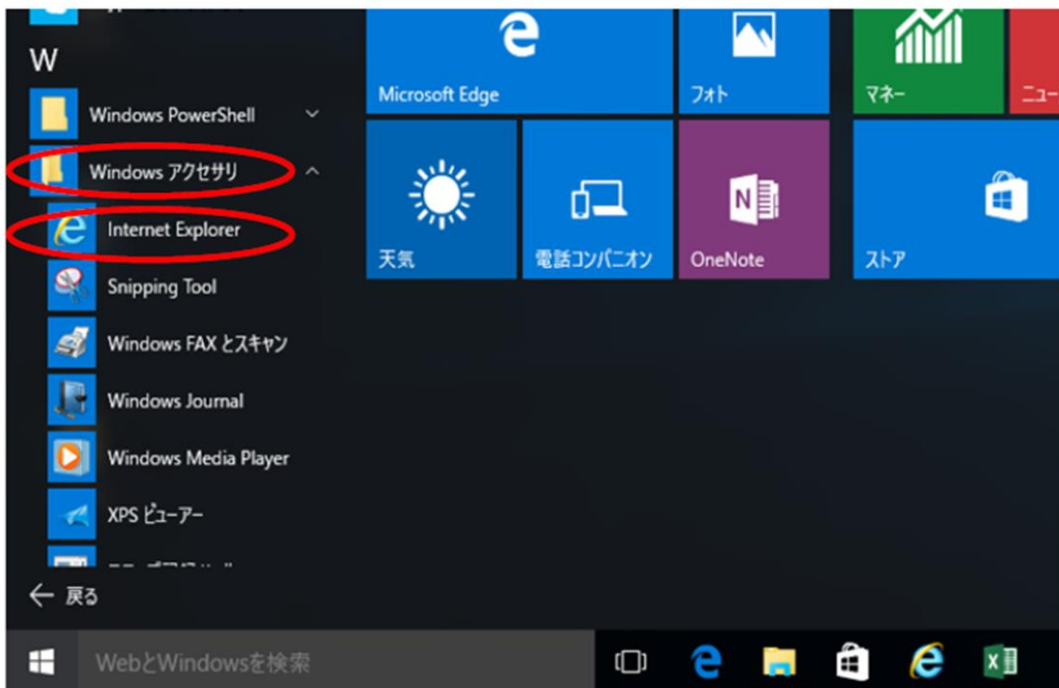 W
Windows PowerShell
Windows アクセサリ
Internet Explorer
Snipping Tool
Windows FAX とスキャン
Windows Journal
Windows Media Player
XPS ビューアー
戻る
Microsoft Edge
フォト
マネー
ニュー
天気
電話コンパニオン
OneNote
ストア
WebとWindowsを検索